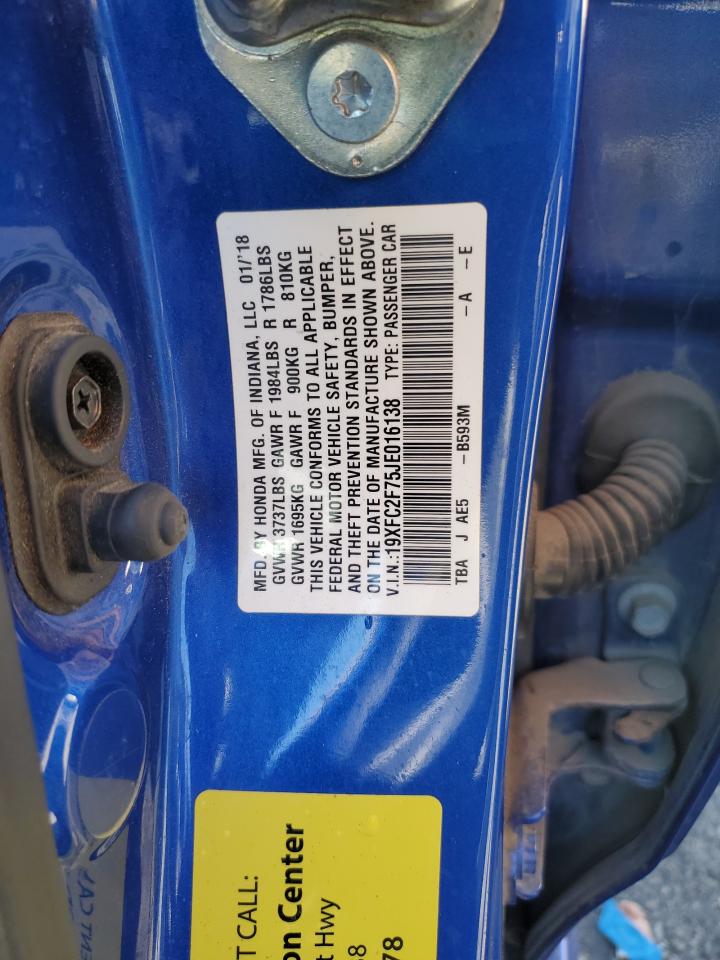 MFD. BY HONDA MFG. OF INDIANA, LLC 01/'18
GVWR 3737LBS GAWR F 1984LBS R 1786LBS
GVWR 1695KG GAWR F 900KG R 810KG
THIS VEHICLE CONFORMS TO ALL APPLICABLE
FEDERAL MOTOR VEHICLE SAFETY, BUMPER,
AND THEFT PREVENTION STANDARDS IN EFFECT
ON THE DATE OF MANUFACTURE SHOWN ABOVE.
V.I.N.:19XFC2F75JE016138 TYPE: PASSENGER CAR
TBA J AE5 -B593M -A -E
T CALL:
on Center
t Hwy
68
78